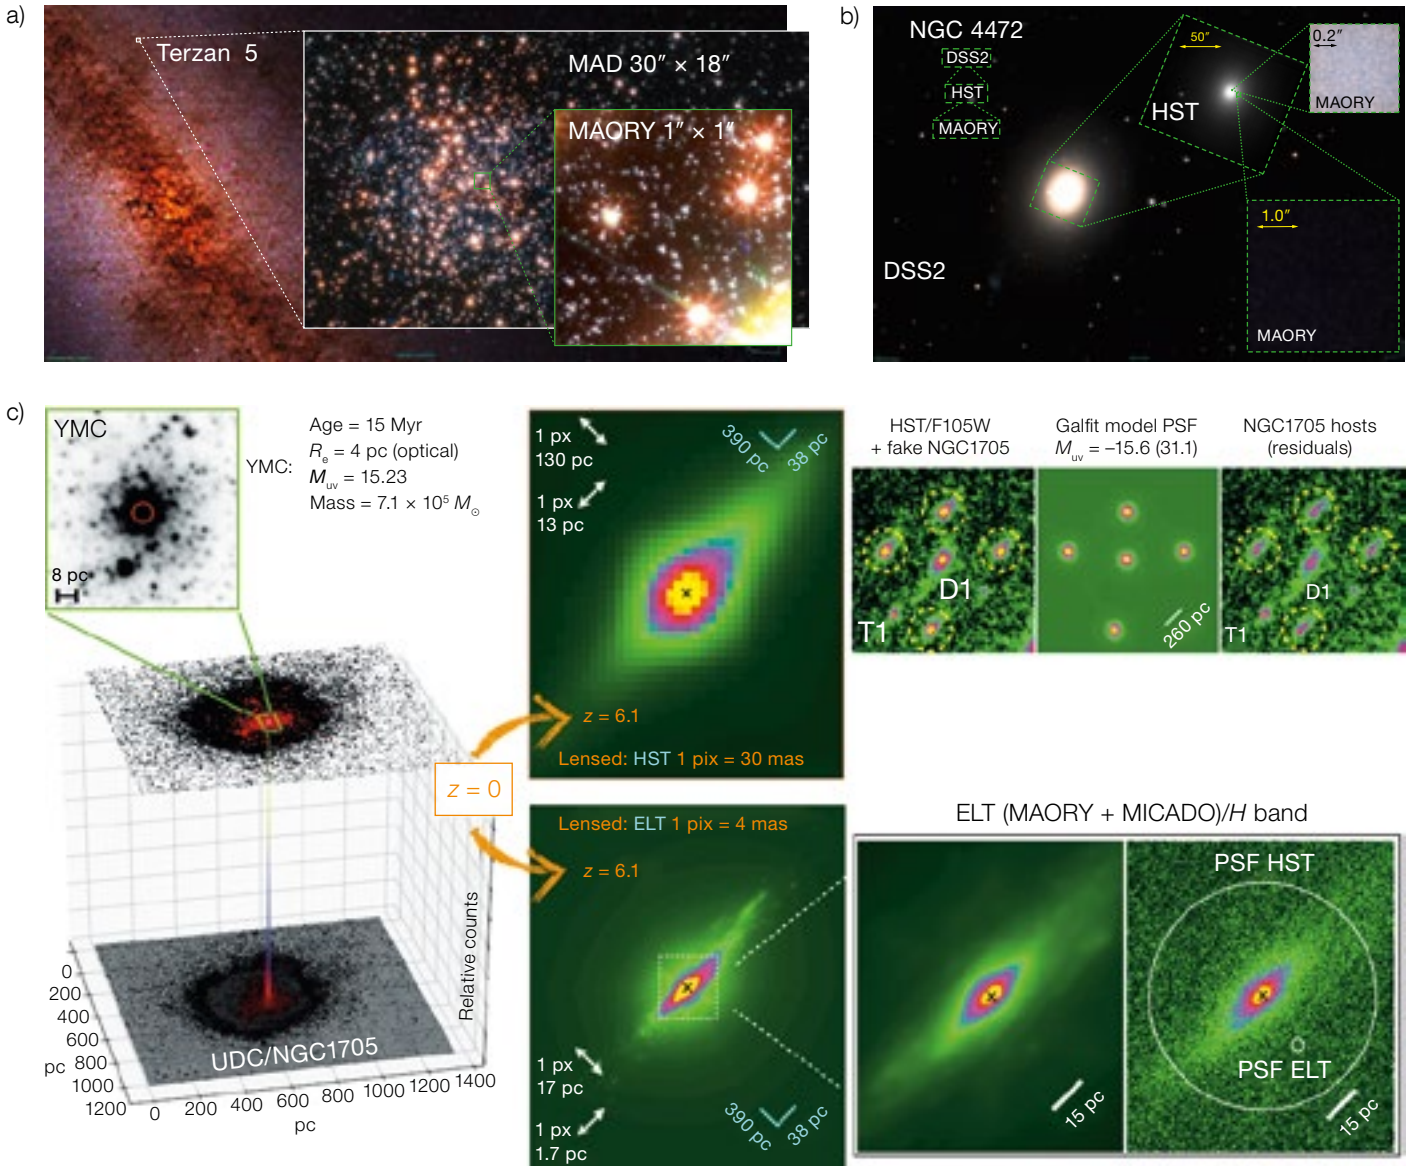 a)
Terzan 5
MAD 30″ × 18″
MAORY 1″ × 1″
b)
NGC 4472
DSS2
HST
MAORY
50″
HST
0.2″
MAORY
DSS2
1.0″
MAORY
c)
YMC
8 pc
YMC:
Age = 15 Myr
Re = 4 pc (optical)
Muv = 15.23
Mass = 7.1 × 10⁵ M⊙
1 px
130 pc
1 px
13 pc
390 pc
38 pc
z = 6.1
Lensed: HST 1 pix = 30 mas
HST/F105W
+ fake NGC1705
Galfit model PSF
Muv = −15.6 (31.1)
NGC1705 hosts
(residuals)
D1
T1
260 pc
D1
T1
z = 0
Relative counts
UDC/NGC1705
0
200
400
600
800
1000
1200
pc
0
200
400
600
800
1000
1200
1400
pc
Lensed: ELT 1 pix = 4 mas
z = 6.1
1 px
17 pc
1 px
1.7 pc
390 pc
38 pc
ELT (MAORY + MICADO)/H band
15 pc
PSF HST
PSF ELT
15 pc